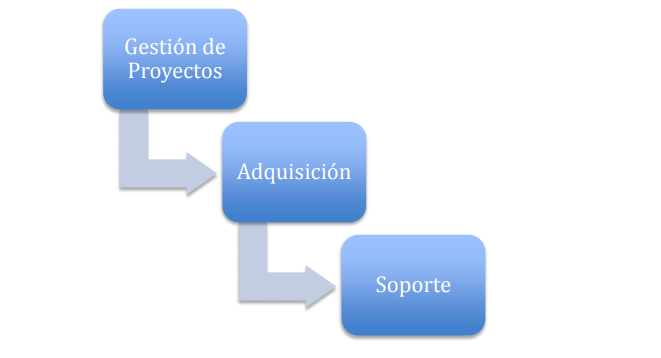 Gestión de
Proyectos
Adquisición
Soporte